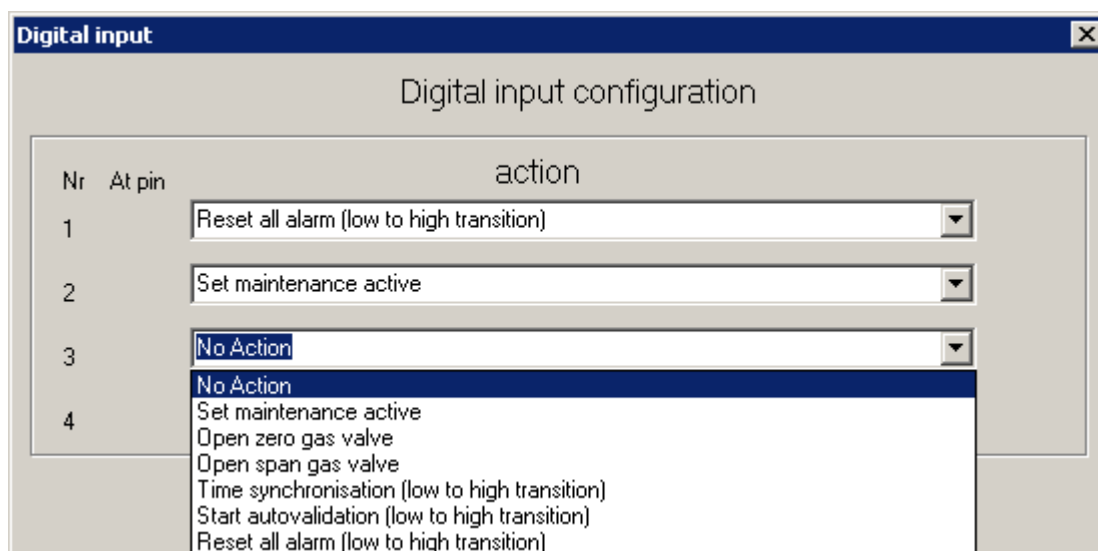 Digital input
Digital input configuration
Nr At pin action
1 Reset all alarm (low to high transition)
2 Set maintenance active
3 No Action
No Action
Set maintenance active
4
Open zero gas valve
Open span gas valve
Time synchronisation (low to high transition)
Start autovalidation (low to high transition)
Reset all alarm (low to high transition)